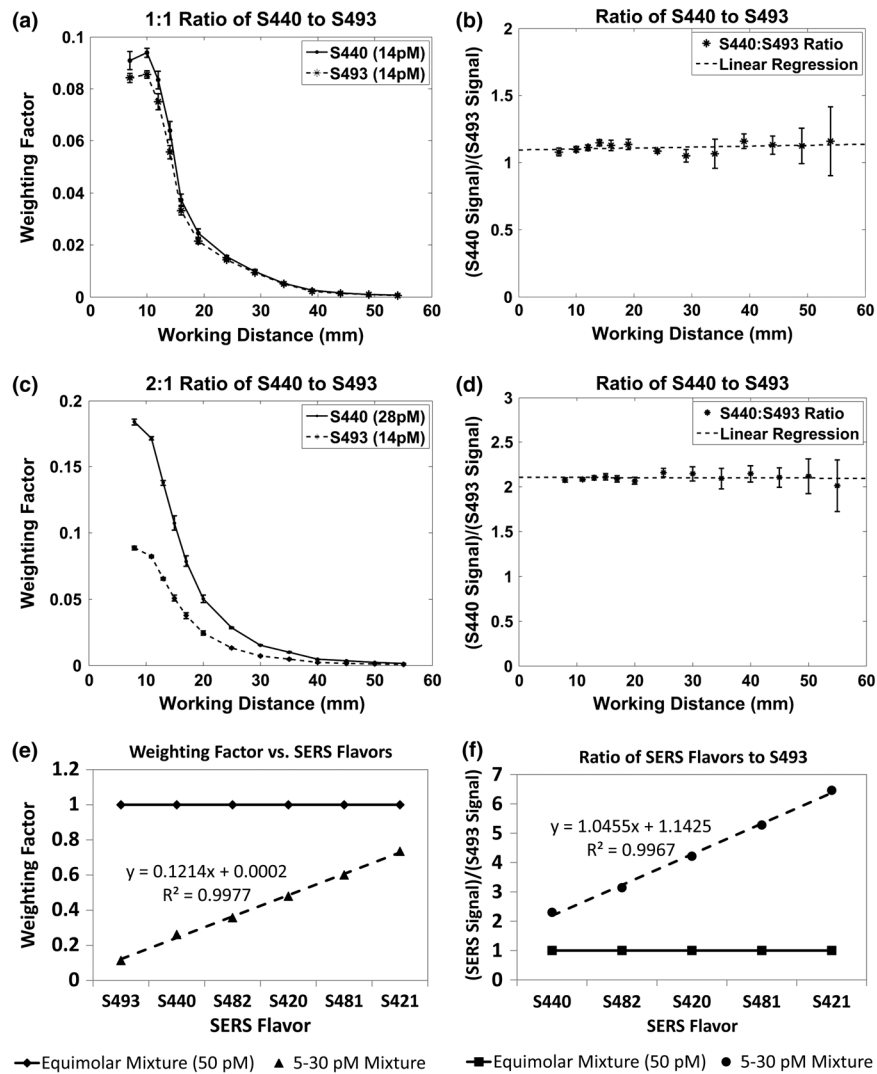 (a)
1:1 Ratio of S440 to S493
S440 (14pM)
S493 (14pM)
0.1
0.08
0.06
0.04
0.02
0
Weighting Factor
0 10 20 30 40 50 60
Working Distance (mm)
(b)
Ratio of S440 to S493
S440:S493 Ratio
Linear Regression
2
1.5
1
0.5
0
(S440 Signal)/(S493 Signal)
0 10 20 30 40 50 60
Working Distance (mm)
(c)
2:1 Ratio of S440 to S493
S440 (28pM)
S493 (14pM)
0.2
0.15
0.1
0.05
0
Weighting Factor
0 10 20 30 40 50 60
Working Distance (mm)
(d)
Ratio of S440 to S493
S440:S493 Ratio
Linear Regression
3
2.5
2
1.5
1
0.5
0
(S440 Signal)/(S493 Signal)
0 10 20 30 40 50 60
Working Distance (mm)
(e)
Weighting Factor vs. SERS Flavors
1.2
1
0.8
0.6
0.4
0.2
0
Weighting Factor
y = 0.1214x + 0.0002
R² = 0.9977
S493 S440 S482 S420 S481 S421
SERS Flavor
Equimolar Mixture (50 pM) 5-30 pM Mixture
(f)
Ratio of SERS Flavors to S493
7
6
5
4
3
2
1
0
(SERS Signal)/(S493 Signal)
y = 1.0455x + 1.1425
R² = 0.9967
S440 S482 S420 S481 S421
SERS Flavor
Equimolar Mixture (50 pM) 5-30 pM Mixture